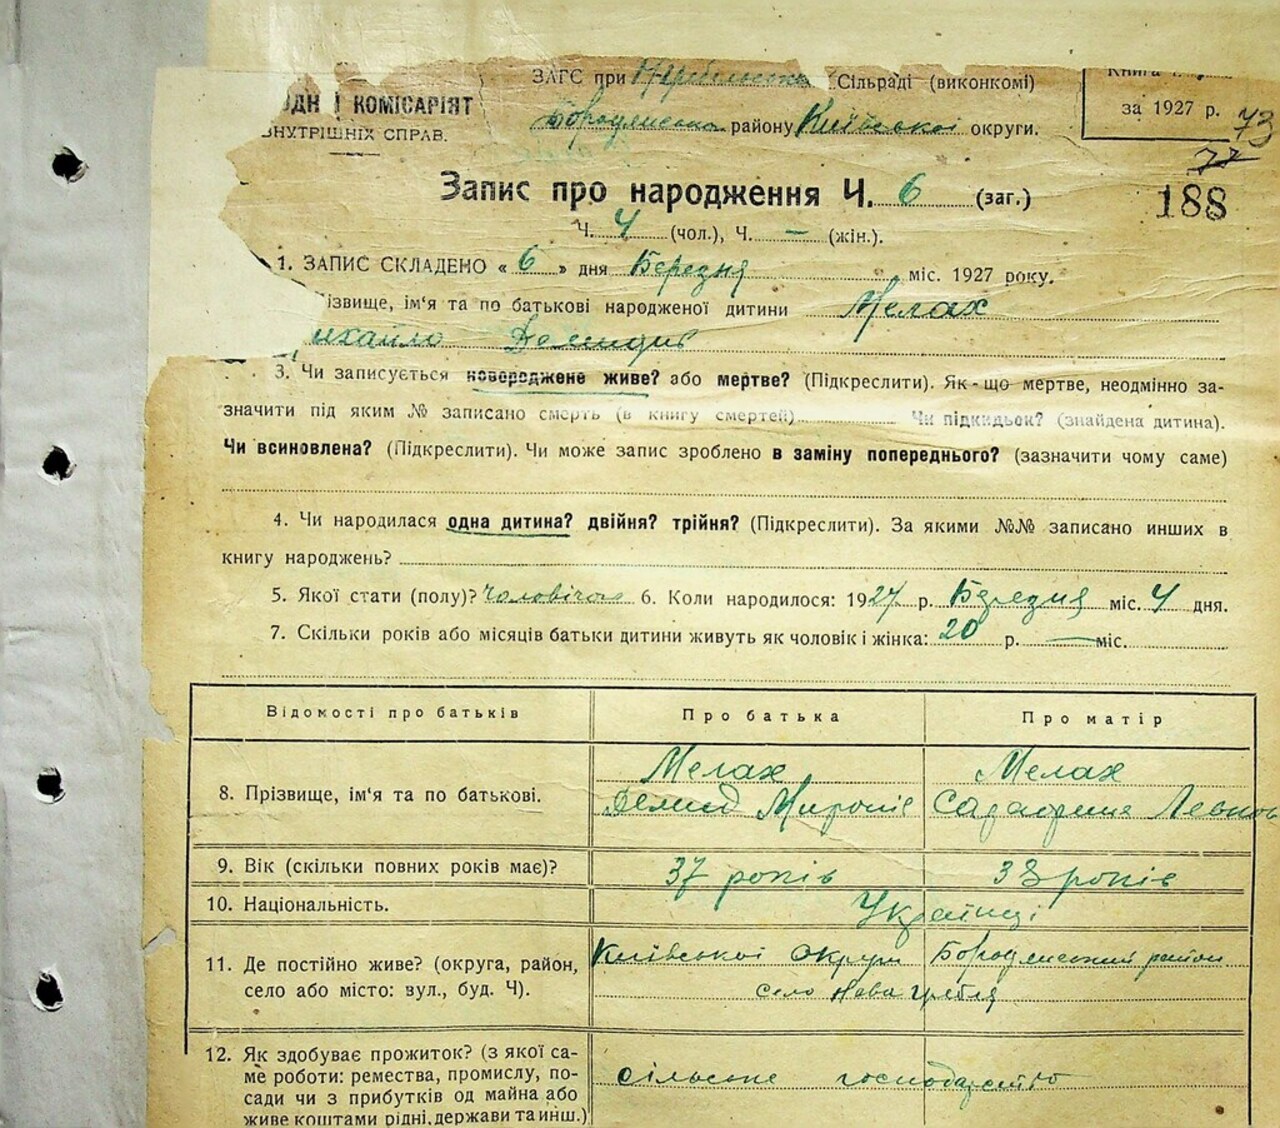 ЗАГС при Сільраді (виконкомі)
КОМІСАРІЯТ
Книга
за 1927 р.
ВНУТРІШНІХ СПРАВ.
району Київської округи.
73
77
188
Запис про народження Ч. 6 (заг.)
Ч. 4 (чол.), Ч. — (жін.).
1. ЗАПИС СКЛАДЕНО « 6 » дня Березня міс. 1927 року.
різвище, ім'я та по батькові народженої дитини Мелах
ихайло Демидів
3. Чи записується новороджене живе? або мертве? (Підкреслити). Як-що мертве, неодмінно за-
значити під яким № записано смерть (в книгу смертей) Чи підкидьок? (знайдена дитина).
Чи всиновлена? (Підкреслити). Чи може запис зроблено в заміну попереднього? (зазначити чому саме)
4. Чи народилася одна дитина? двійня? трійня? (Підкреслити). За якими №№ записано инших в
книгу народжень?
5. Якої стати (полу)? чоловічої 6. Коли народилося: 1927 р. Березня міс. 4 дня.
7. Скільки років або місяців батьки дитини живуть як чоловік і жінка: 20 р. — міс.
Відомості про батьків Про батька Про матір
8. Прізвище, ім'я та по батькові. Мелах Мелах
Демид Миронів
9. Вік (скільки повних років має)? 37 років 38 років
10. Національність. Українці
11. Де постійно живе? (округа, район, Київської округи Бородянський район
село або місто: вул., буд. Ч). село Нова Гребля
12. Як здобуває прожиток? (з якої са-
ме роботи: ремества, промислу, по- сільське господарство
сади чи з прибутків од майна або
живе коштами рідні, держави та инш.)